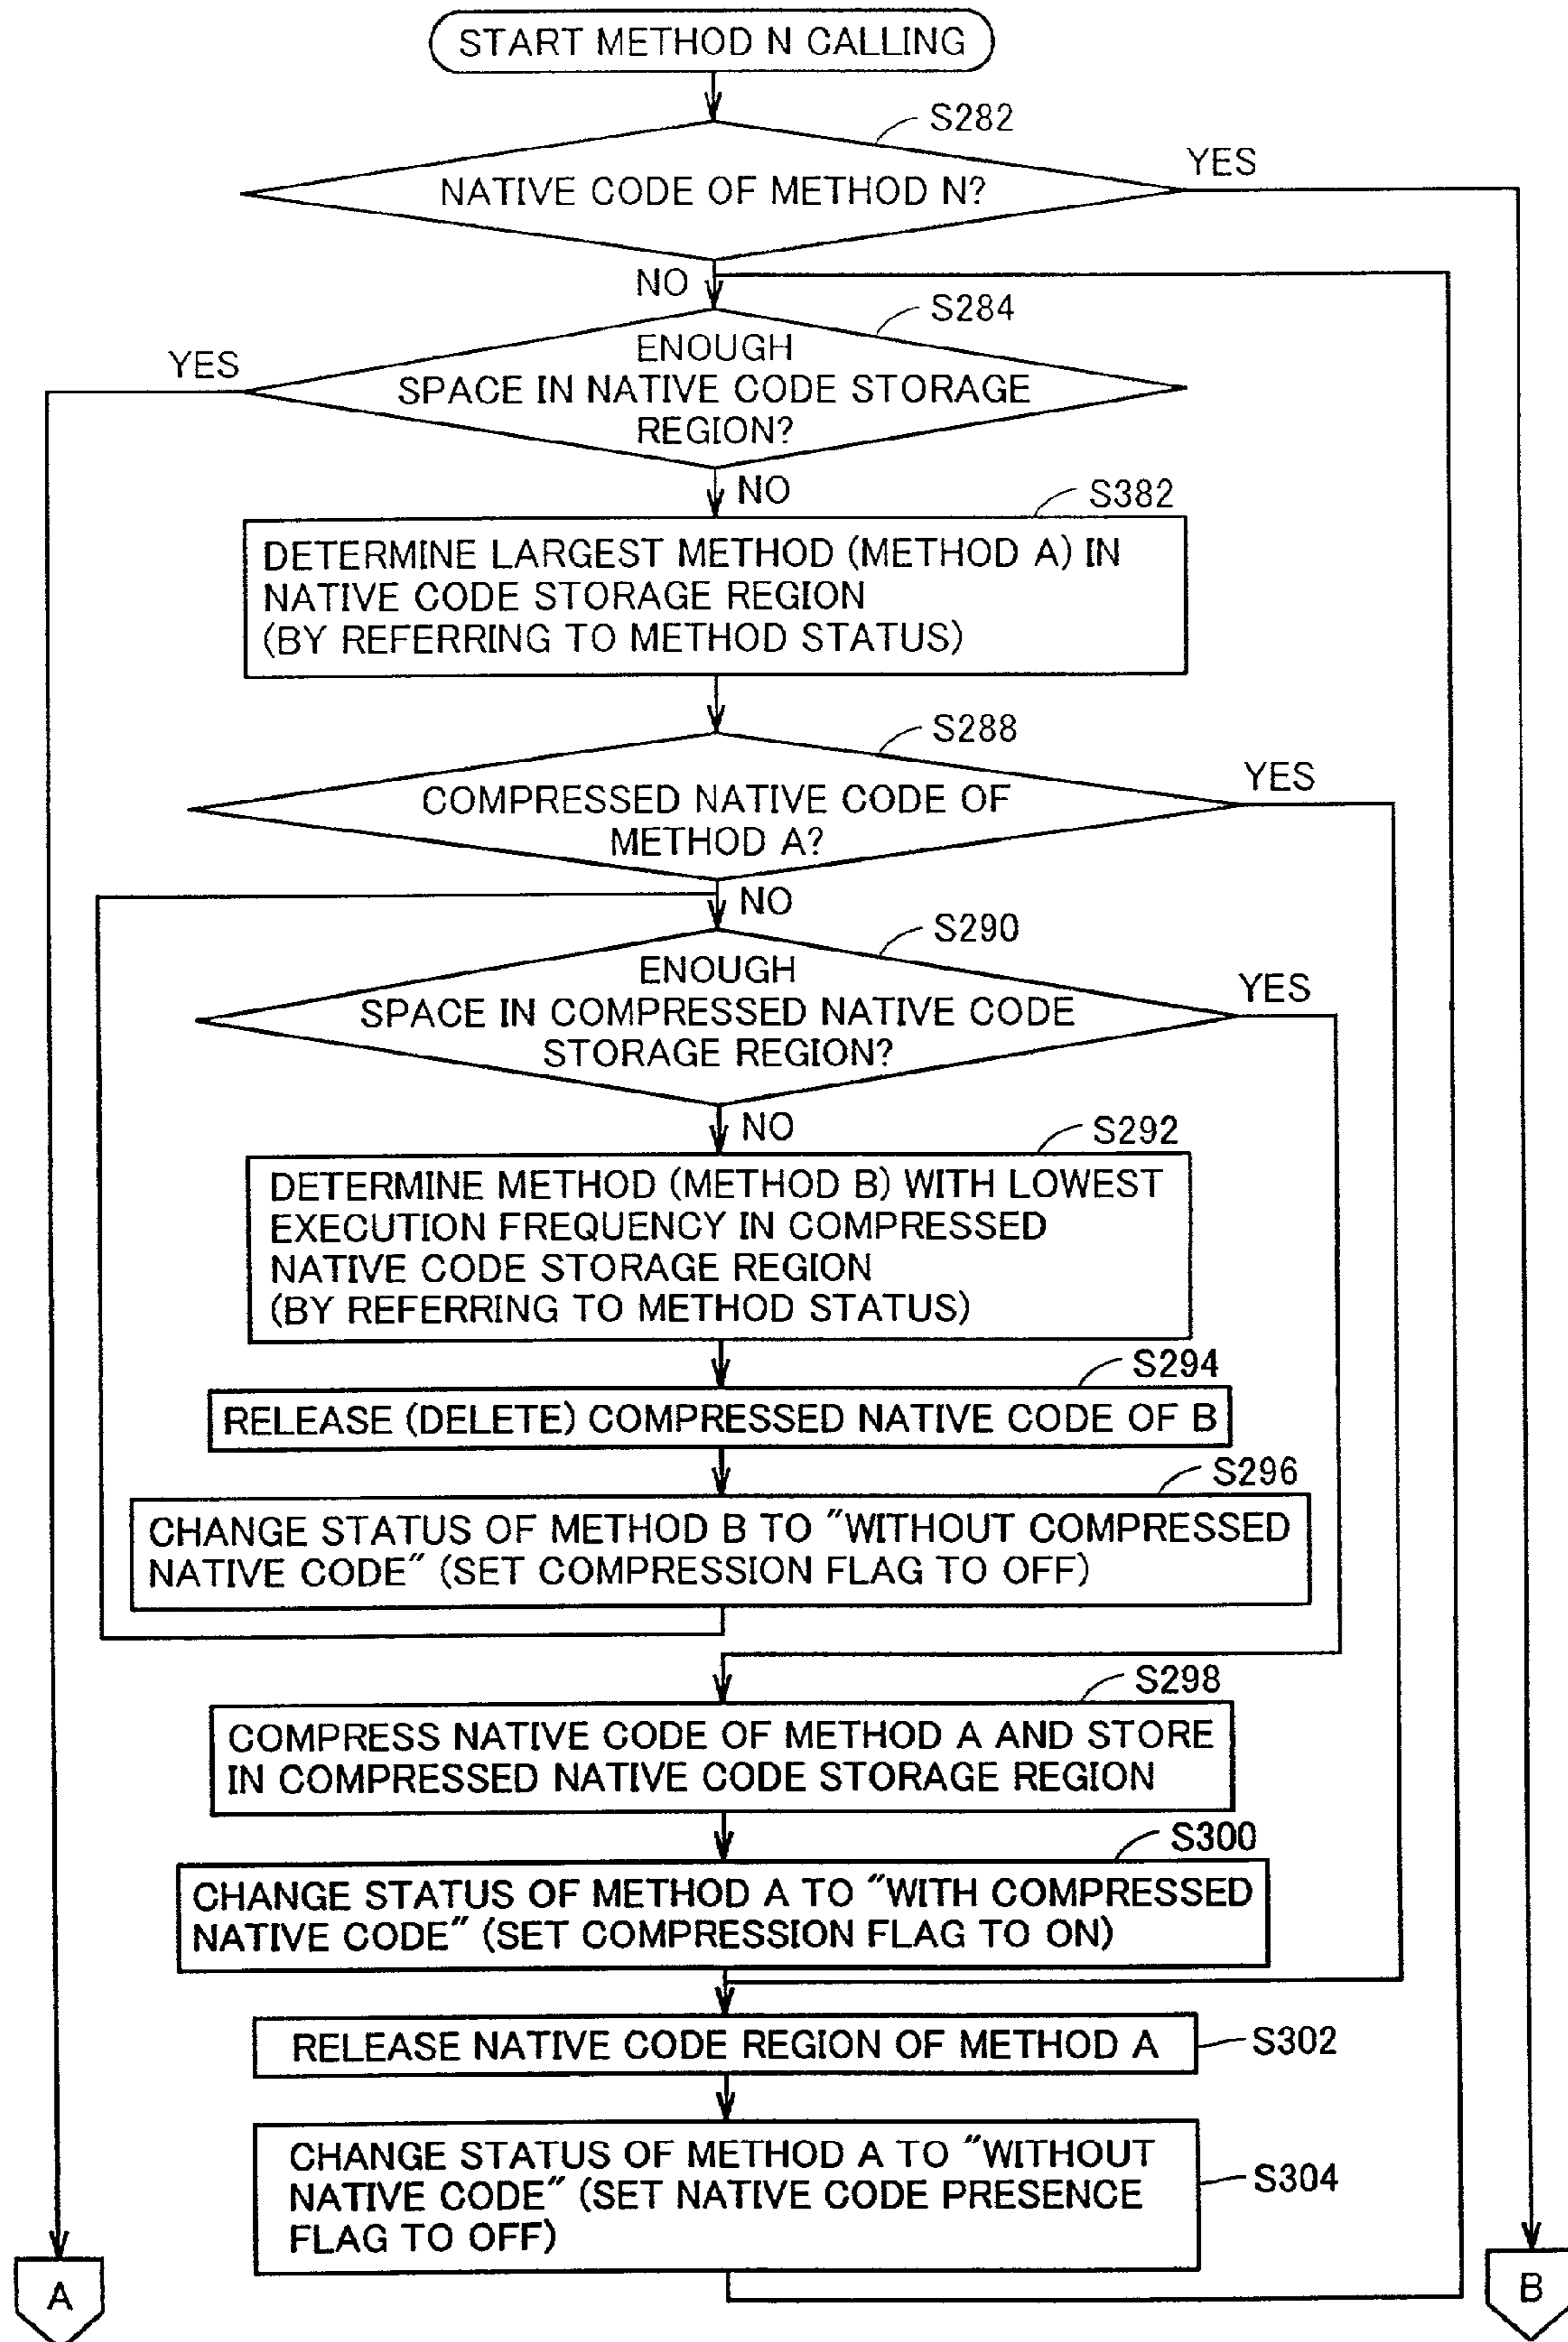 START METHOD N CALLING
S282
NATIVE CODE OF METHOD N?
YES
NO
S284
YES
ENOUGH
SPACE IN NATIVE CODE STORAGE
REGION?
NO
S382
DETERMINE LARGEST METHOD (METHOD A) IN
NATIVE CODE STORAGE REGION
(BY REFERRING TO METHOD STATUS)
S288
COMPRESSED NATIVE CODE OF
METHOD A?
YES
NO
S290
ENOUGH
SPACE IN COMPRESSED NATIVE CODE
STORAGE REGION?
YES
NO
S292
DETERMINE METHOD (METHOD B) WITH LOWEST
EXECUTION FREQUENCY IN COMPRESSED
NATIVE CODE STORAGE REGION
(BY REFERRING TO METHOD STATUS)
S294
RELEASE (DELETE) COMPRESSED NATIVE CODE OF B
S296
CHANGE STATUS OF METHOD B TO "WITHOUT COMPRESSED
NATIVE CODE" (SET COMPRESSION FLAG TO OFF)
S298
COMPRESS NATIVE CODE OF METHOD A AND STORE
IN COMPRESSED NATIVE CODE STORAGE REGION
S300
CHANGE STATUS OF METHOD A TO "WITH COMPRESSED
NATIVE CODE" (SET COMPRESSION FLAG TO ON)
RELEASE NATIVE CODE REGION OF METHOD A
S302
CHANGE STATUS OF METHOD A TO "WITHOUT
NATIVE CODE" (SET NATIVE CODE PRESENCE
FLAG TO OFF)
S304
A
B